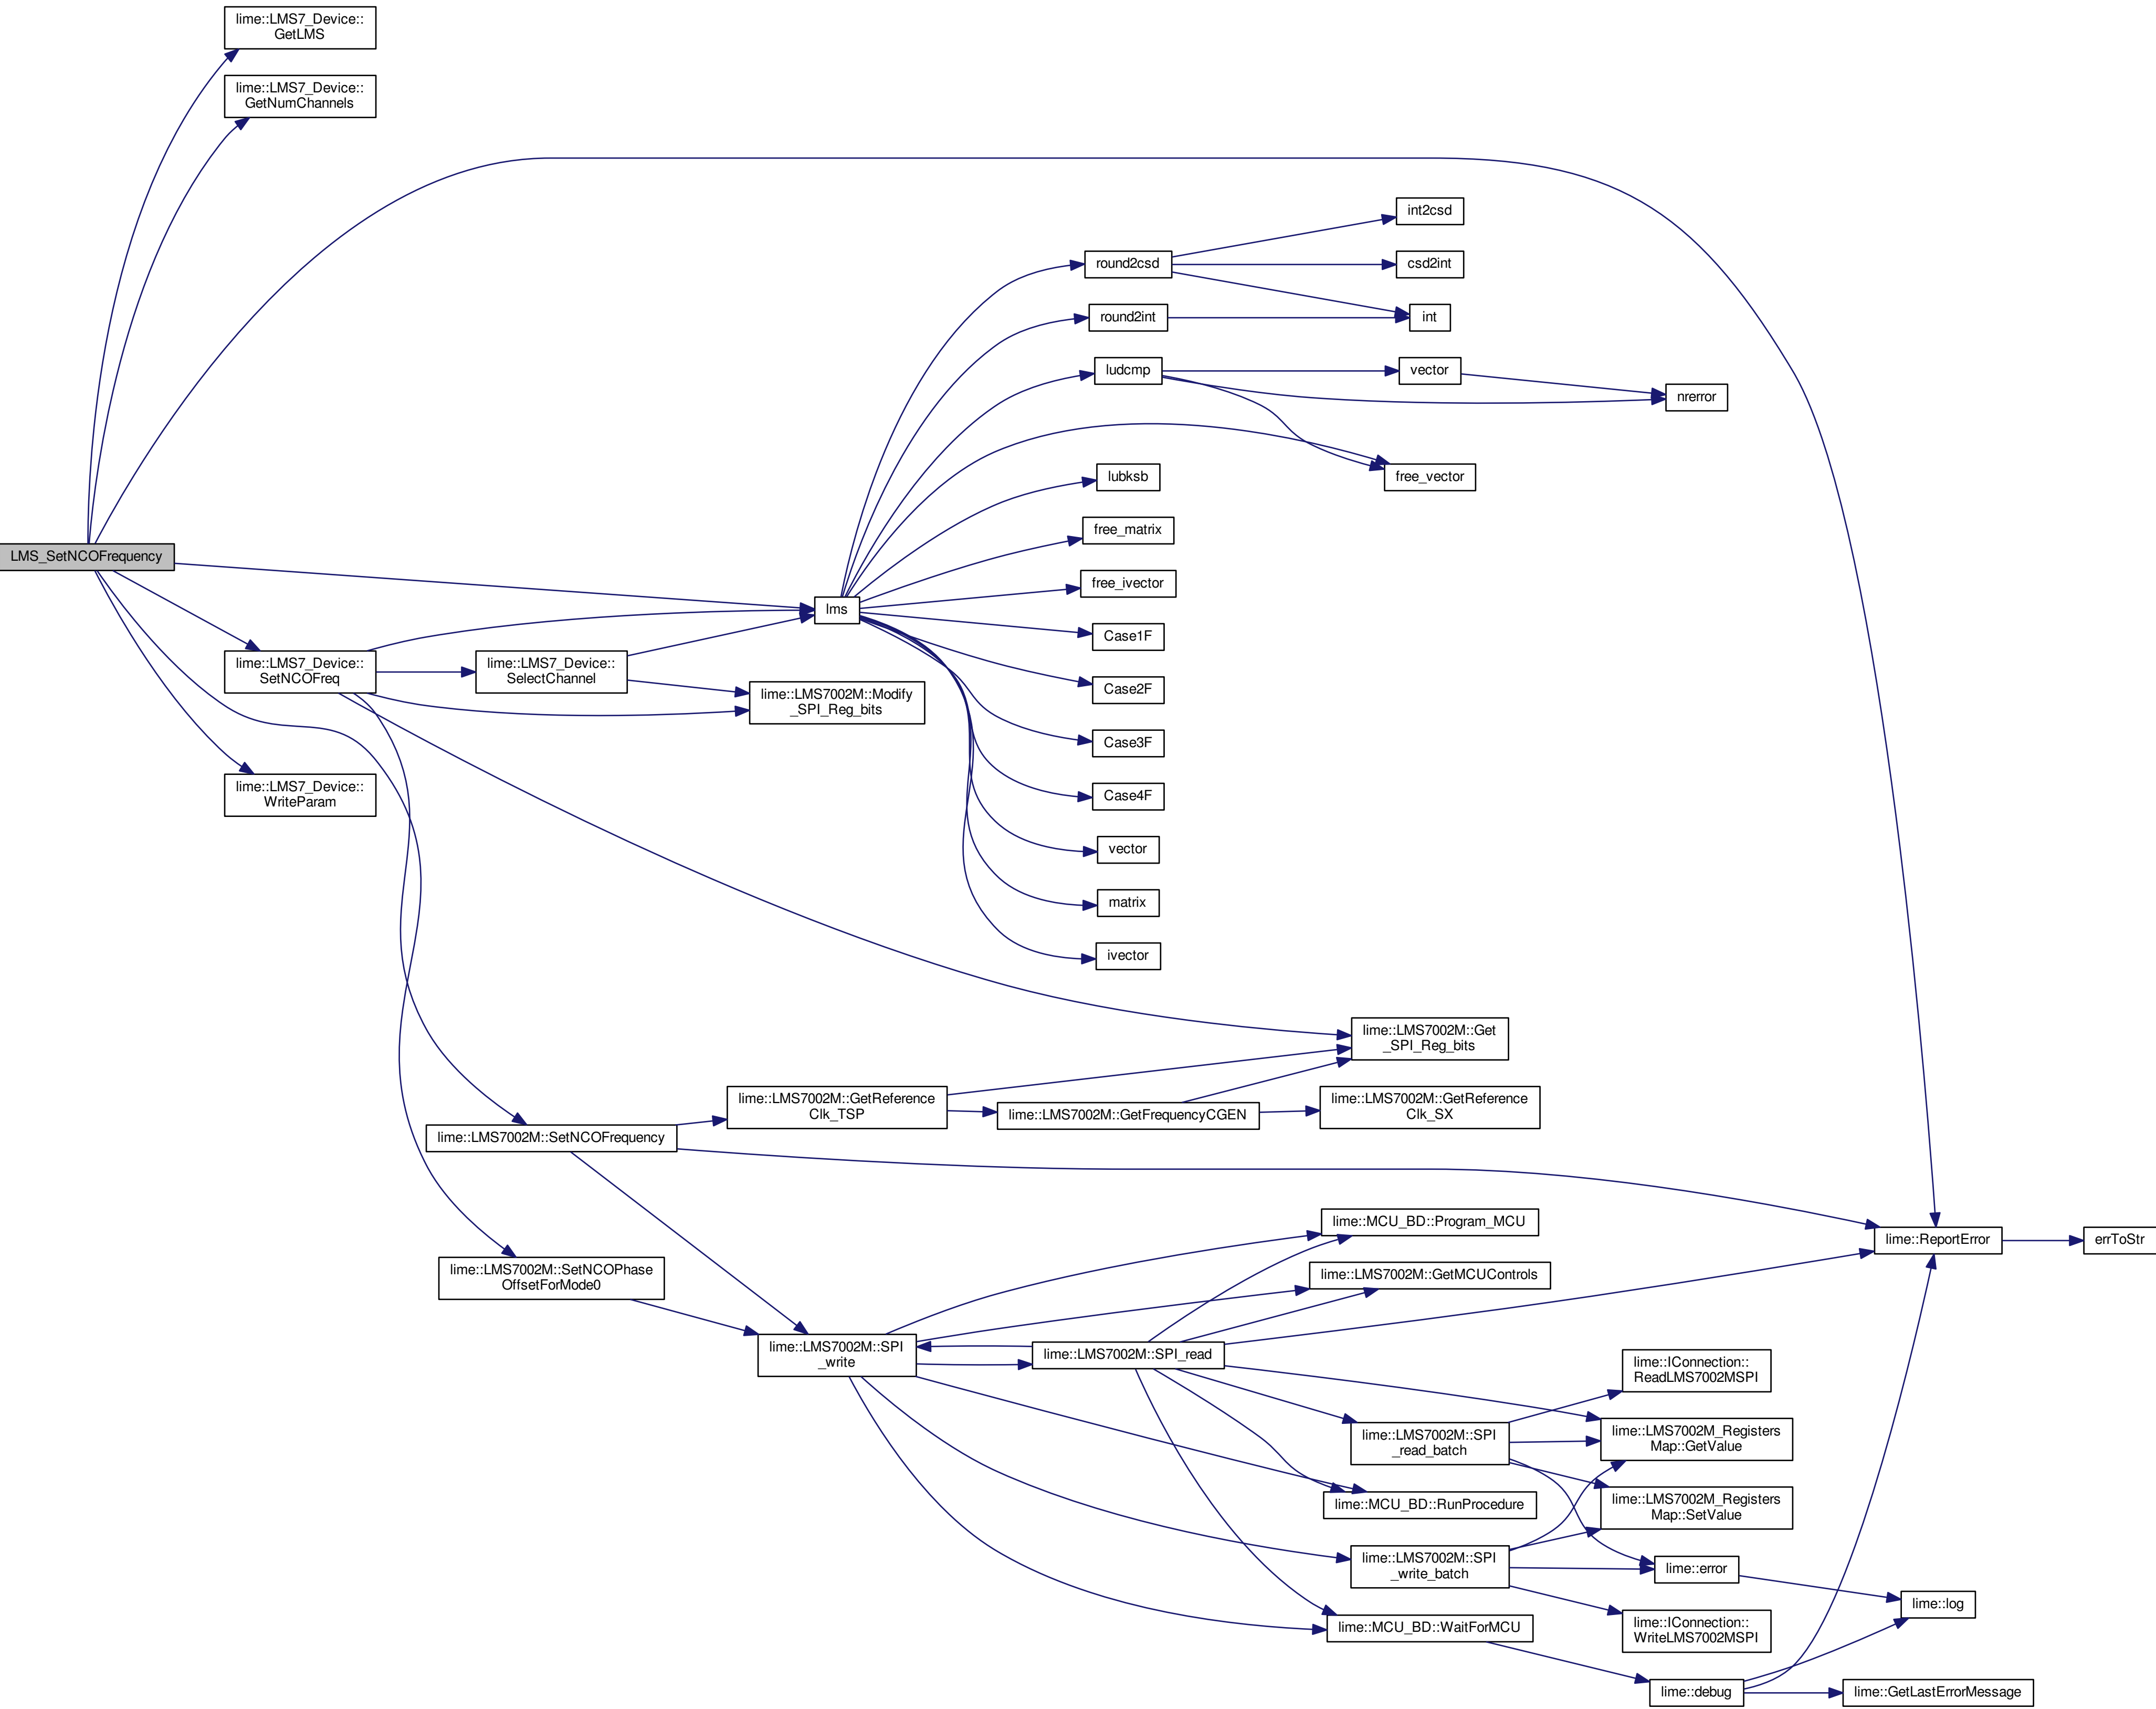 lime::LMS7_Device::
GetLMS
lime::LMS7_Device::
GetNumChannels
int2csd
round2csd
csd2int
round2int
int
ludcmp
vector
nrerror
lubksb
free_vector
free_matrix
LMS_SetNCOFrequency
free_ivector
lms
Case1F
lime::LMS7_Device::
SetNCOFreq
lime::LMS7_Device::
SelectChannel
lime::LMS7002M::Modify
_SPI_Reg_bits
Case2F
Case3F
lime::LMS7_Device::
WriteParam
Case4F
vector
matrix
ivector
lime::LMS7002M::Get
_SPI_Reg_bits
lime::LMS7002M::GetReference
Clk_TSP
lime::LMS7002M::GetFrequencyCGEN
lime::LMS7002M::GetReference
Clk_SX
lime::LMS7002M::SetNCOFrequency
lime::MCU_BD::Program_MCU
lime::ReportError
errToStr
lime::LMS7002M::SetNCOPhase
OffsetForMode0
lime::LMS7002M::GetMCUControls
lime::LMS7002M::SPI
_write
lime::LMS7002M::SPI_read
lime::IConnection::
ReadLMS7002MSPI
lime::LMS7002M::SPI
_read_batch
lime::LMS7002M_Registers
Map::GetValue
lime::MCU_BD::RunProcedure
lime::LMS7002M_Registers
Map::SetValue
lime::LMS7002M::SPI
_write_batch
lime::error
lime::log
lime::MCU_BD::WaitForMCU
lime::IConnection::
WriteLMS7002MSPI
lime::debug
lime::GetLastErrorMessage